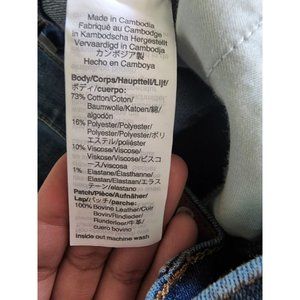 Made in Cambodia
Fabriqué au Cambodge
in Kambodscha Hergestellt
Vervaardigd in Cambodja
カンボジア製
Hecho en Camboya
Body/Corps/Hauptteil/Lijf/
ボディ/cuerpo:
73% Cotton/Coton/
Baumwolle/Katoen/綿/
algodón
16% Polyester/Polyester/
Polyester/Polyester/ポリ
エステル/poliéster
10% Viscose/Viscose/
Viskose/Viscose/ビスコ
ース/viscosa
1% Elastane/Élasthanne/
Elastan/Elastaan/エラス
テーン/elastano
Patch/Pièce/Aufnäher/
Lap/パッチ/parche:
100% Bovine Leather/Cuir
Bovin/Rindleder/
Runderleer/牛革/
cuero bovino
Inside out machine wash